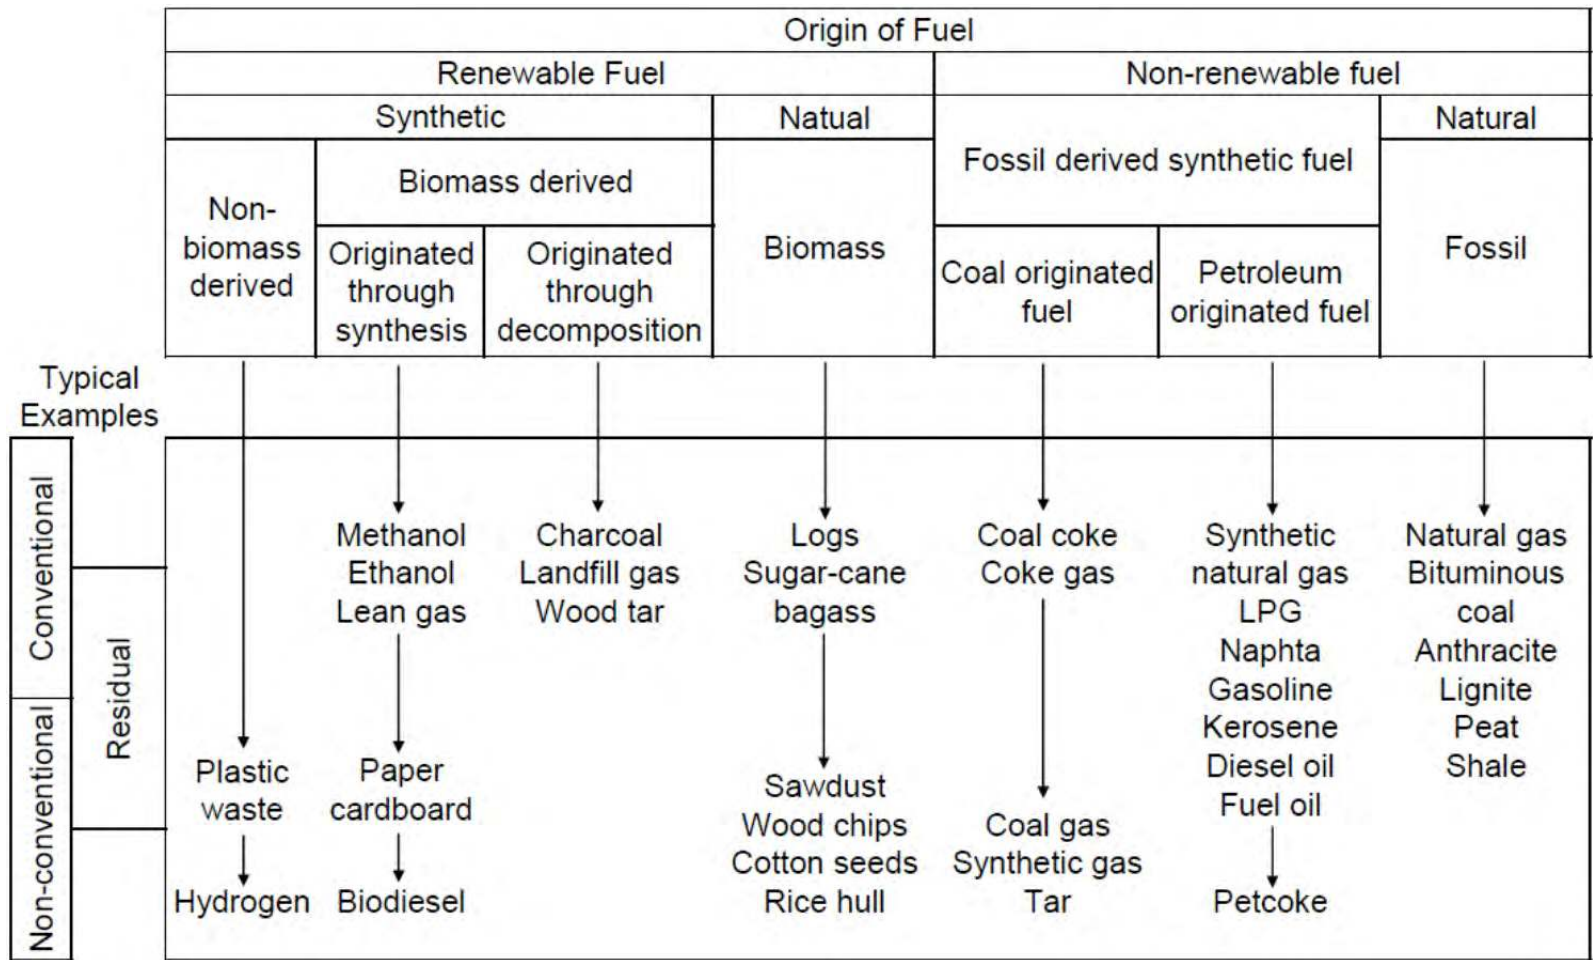 Origin of Fuel
Renewable Fuel
Non-renewable fuel
Synthetic
Natual
Natural
Fossil derived synthetic fuel
Biomass derived
Non-
biomass
derived
Originated
through
synthesis
Originated
through
decomposition
Biomass
Coal originated
fuel
Petroleum
originated fuel
Fossil
Typical
Examples
Conventional
Non-conventional
Residual
Plastic
waste
Hydrogen
Methanol
Ethanol
Lean gas
Paper
cardboard
Biodiesel
Charcoal
Landfill gas
Wood tar
Logs
Sugar-cane
bagass
Sawdust
Wood chips
Cotton seeds
Rice hull
Coal coke
Coke gas
Coal gas
Synthetic gas
Tar
Synthetic
natural gas
LPG
Naphta
Gasoline
Kerosene
Diesel oil
Fuel oil
Petcoke
Natural gas
Bituminous
coal
Anthracite
Lignite
Peat
Shale